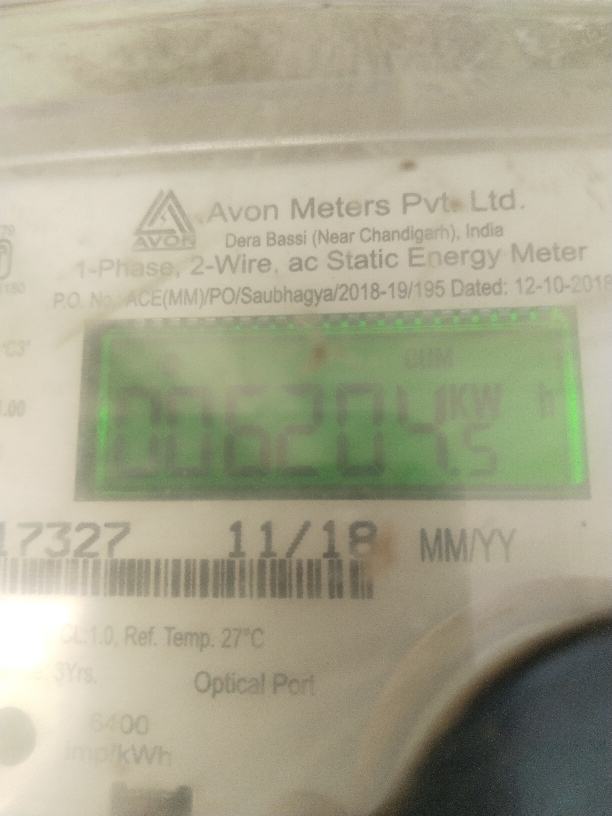 Avon Meters Pvt. Ltd.
AVON
Dera Bassi (Near Chandigarh), India
1-Phase, 2-Wire, ac Static Energy Meter
P.O. No. ACE(MM)/PO/Saubhagya/2018-19/195 Dated: 12-10-2018
CUM
006204.5 KW h
17327 11/18 MM/YY
CL.1.0, Ref. Temp. 27°C
3Yrs.
Optical Port
6400
imp/kWh